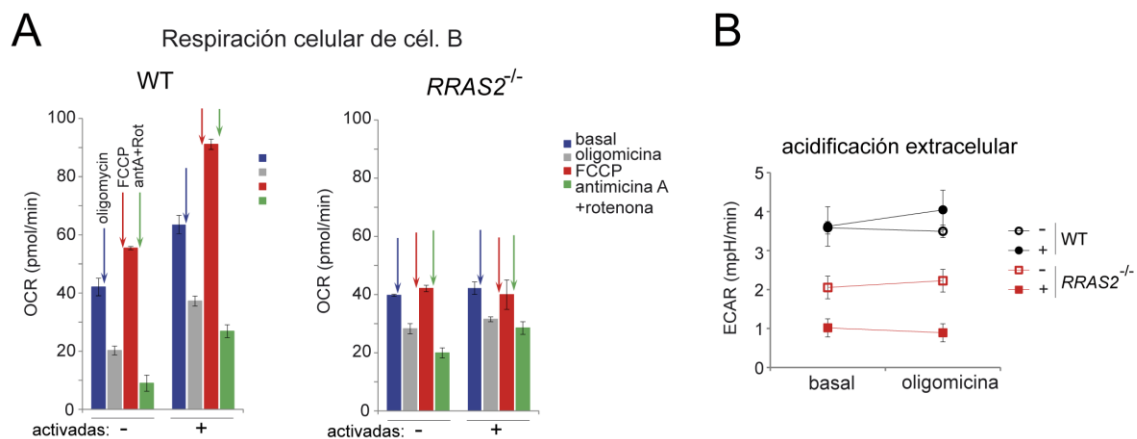 A
Respiración celular de cél. B
WT
OCR (pmol/min)
100
80
60
40
20
0
oligomycin
FCCP
antA+Rot
activadas: - +
RRAS2-/-
OCR (pmol/min)
100
80
60
40
20
0
activadas: - +
basal
oligomicina
FCCP
antimicina A
+rotenona
B
acidificación extracelular
ECAR (mpH/min)
5
4
3
2
1
0
basal oligomicina
- WT
+
- RRAS2-/-
+